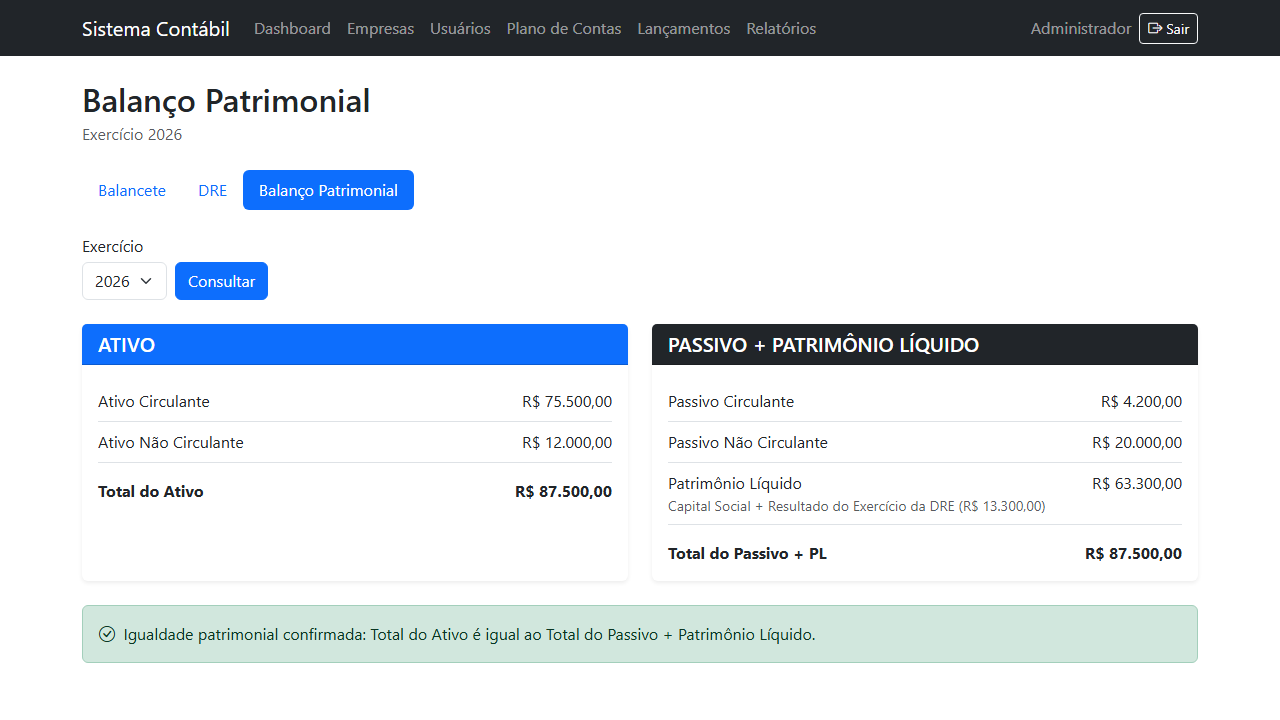 Sistema Contábil Dashboard Empresas Usuários Plano de Contas Lançamentos Relatórios Administrador Sair
Balanço Patrimonial
Exercício 2026
Balancete DRE Balanço Patrimonial
Exercício
2026 Consultar
ATIVO
Ativo Circulante R$ 75.500,00
Ativo Não Circulante R$ 12.000,00
Total do Ativo R$ 87.500,00
PASSIVO + PATRIMÔNIO LÍQUIDO
Passivo Circulante R$ 4.200,00
Passivo Não Circulante R$ 20.000,00
Patrimônio Líquido R$ 63.300,00
Capital Social + Resultado do Exercício da DRE (R$ 13.300,00)
Total do Passivo + PL R$ 87.500,00
Igualdade patrimonial confirmada: Total do Ativo é igual ao Total do Passivo + Patrimônio Líquido.